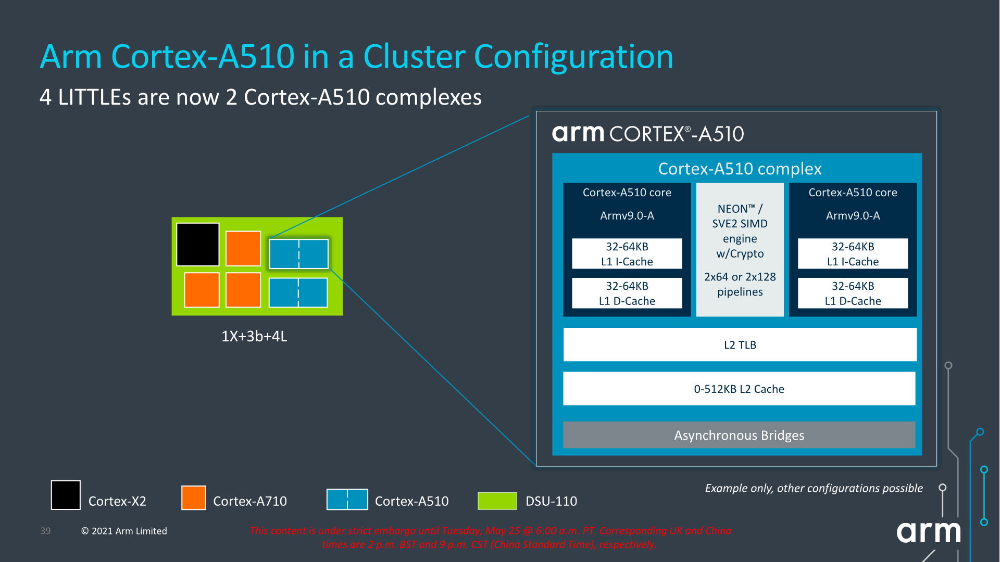 Arm Cortex-A510 in a Cluster Configuration
4 LITTLEs are now 2 Cortex-A510 complexes
arm CORTEX®-A510
Cortex-A510 complex
Cortex-A510 core
Armv9.0-A
32-64KB
L1 I-Cache
32-64KB
L1 D-Cache
NEON™ /
SVE2 SIMD
engine
w/Crypto
2x64 or 2x128
pipelines
Cortex-A510 core
Armv9.0-A
32-64KB
L1 I-Cache
32-64KB
L1 D-Cache
L2 TLB
0-512KB L2 Cache
Asynchronous Bridges
1X+3b+4L
Example only, other configurations possible
Cortex-X2
Cortex-A710
Cortex-A510
DSU-110
39
© 2021 Arm Limited
This content is under strict embargo until Tuesday, May 25 @ 6:00 a.m. PT. Corresponding UK and China
times are 2 p.m. BST and 9 p.m. CST (China Standard Time), respectively.
arm